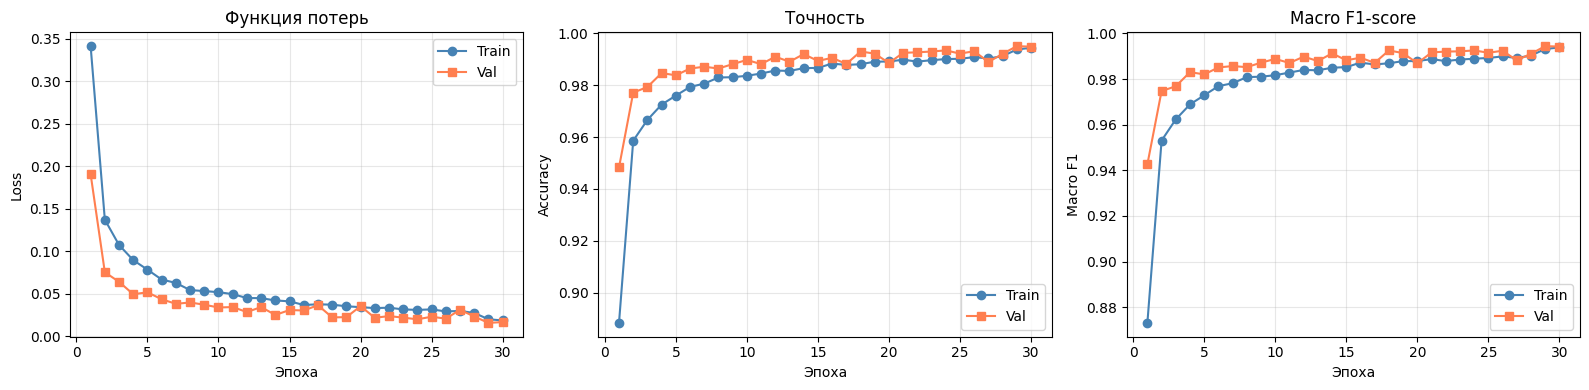 Функция потерь
0.35
0.30
0.25
0.20
0.15
0.10
0.05
0.00
Loss
0 5 10 15 20 25 30
Эпоха
Train
Val
Точность
1.00
0.98
0.96
0.94
0.92
0.90
Accuracy
0 5 10 15 20 25 30
Эпоха
Train
Val
Macro F1-score
1.00
0.98
0.96
0.94
0.92
0.90
0.88
Macro F1
0 5 10 15 20 25 30
Эпоха
Train
Val